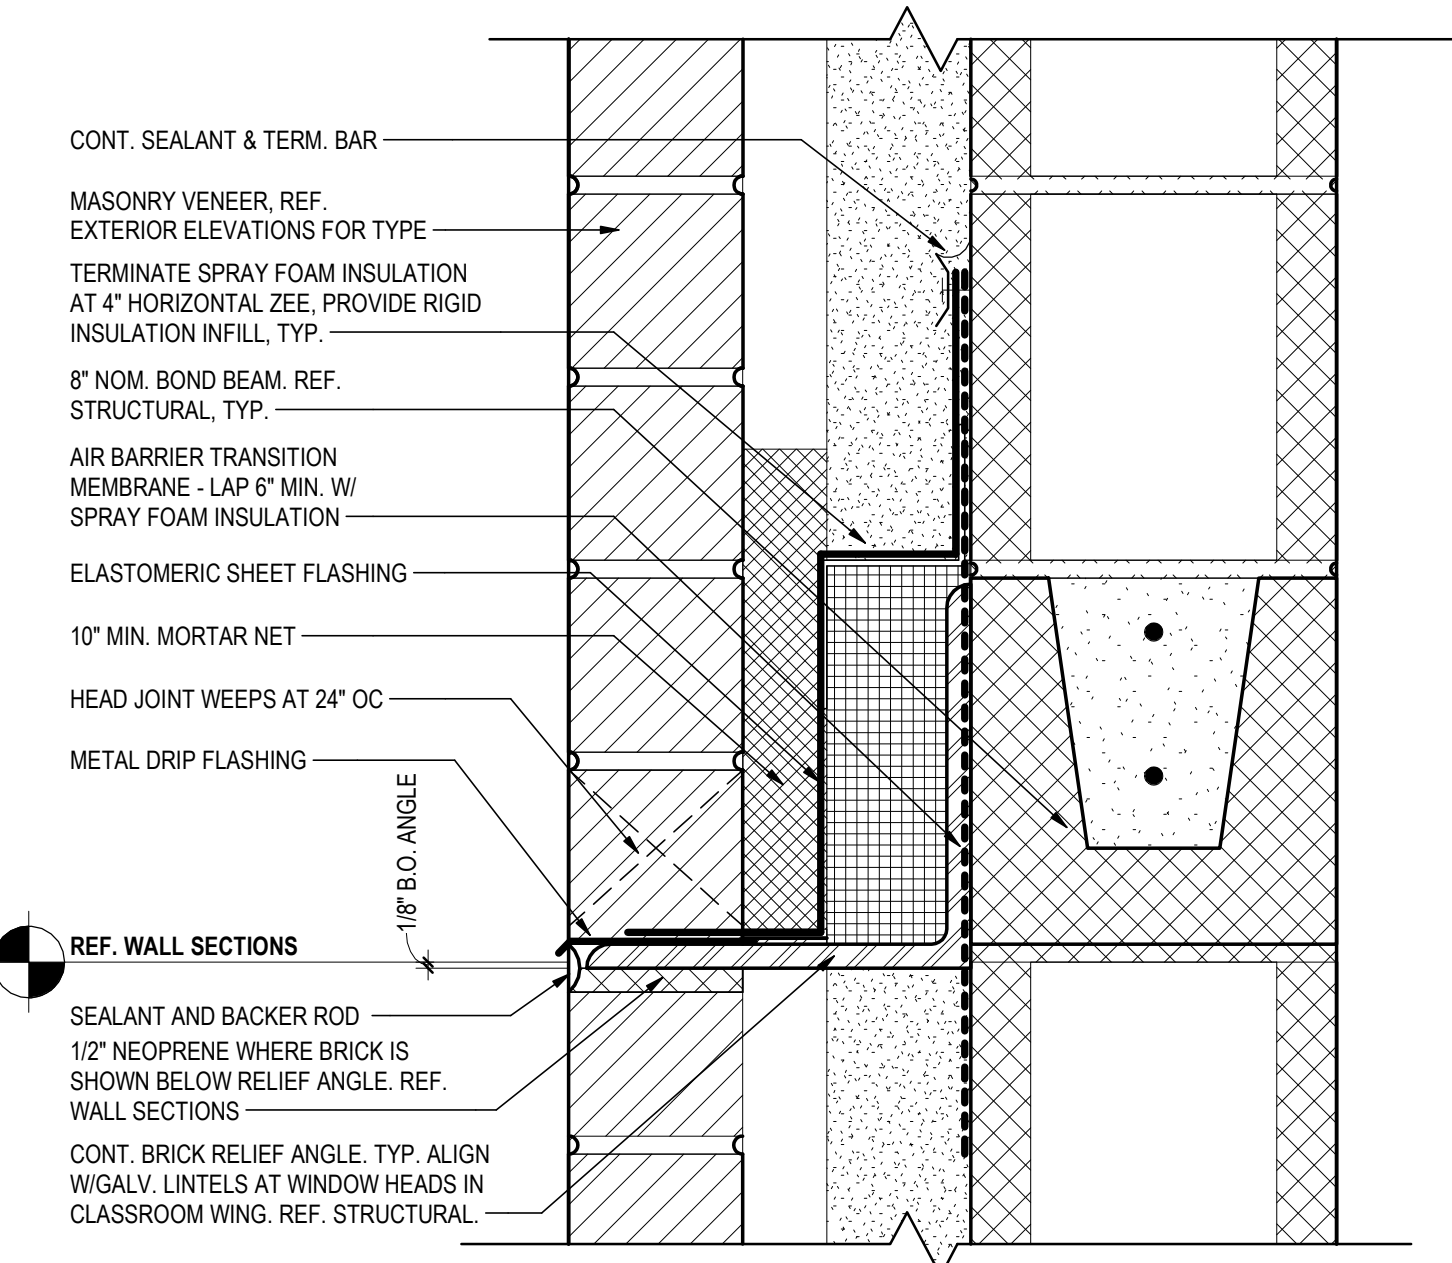 CONT. SEALANT & TERM. BAR
MASONRY VENEER, REF.
EXTERIOR ELEVATIONS FOR TYPE
TERMINATE SPRAY FOAM INSULATION
AT 4" HORIZONTAL ZEE, PROVIDE RIGID
INSULATION INFILL, TYP.
8" NOM. BOND BEAM. REF.
STRUCTURAL, TYP.
AIR BARRIER TRANSITION
MEMBRANE - LAP 6" MIN. W/
SPRAY FOAM INSULATION
ELASTOMERIC SHEET FLASHING
10" MIN. MORTAR NET
HEAD JOINT WEEPS AT 24" OC
METAL DRIP FLASHING
1/8" B.O. ANGLE
REF. WALL SECTIONS
SEALANT AND BACKER ROD
1/2" NEOPRENE WHERE BRICK IS
SHOWN BELOW RELIEF ANGLE. REF.
WALL SECTIONS
CONT. BRICK RELIEF ANGLE. TYP. ALIGN
W/GALV. LINTELS AT WINDOW HEADS IN
CLASSROOM WING. REF. STRUCTURAL.